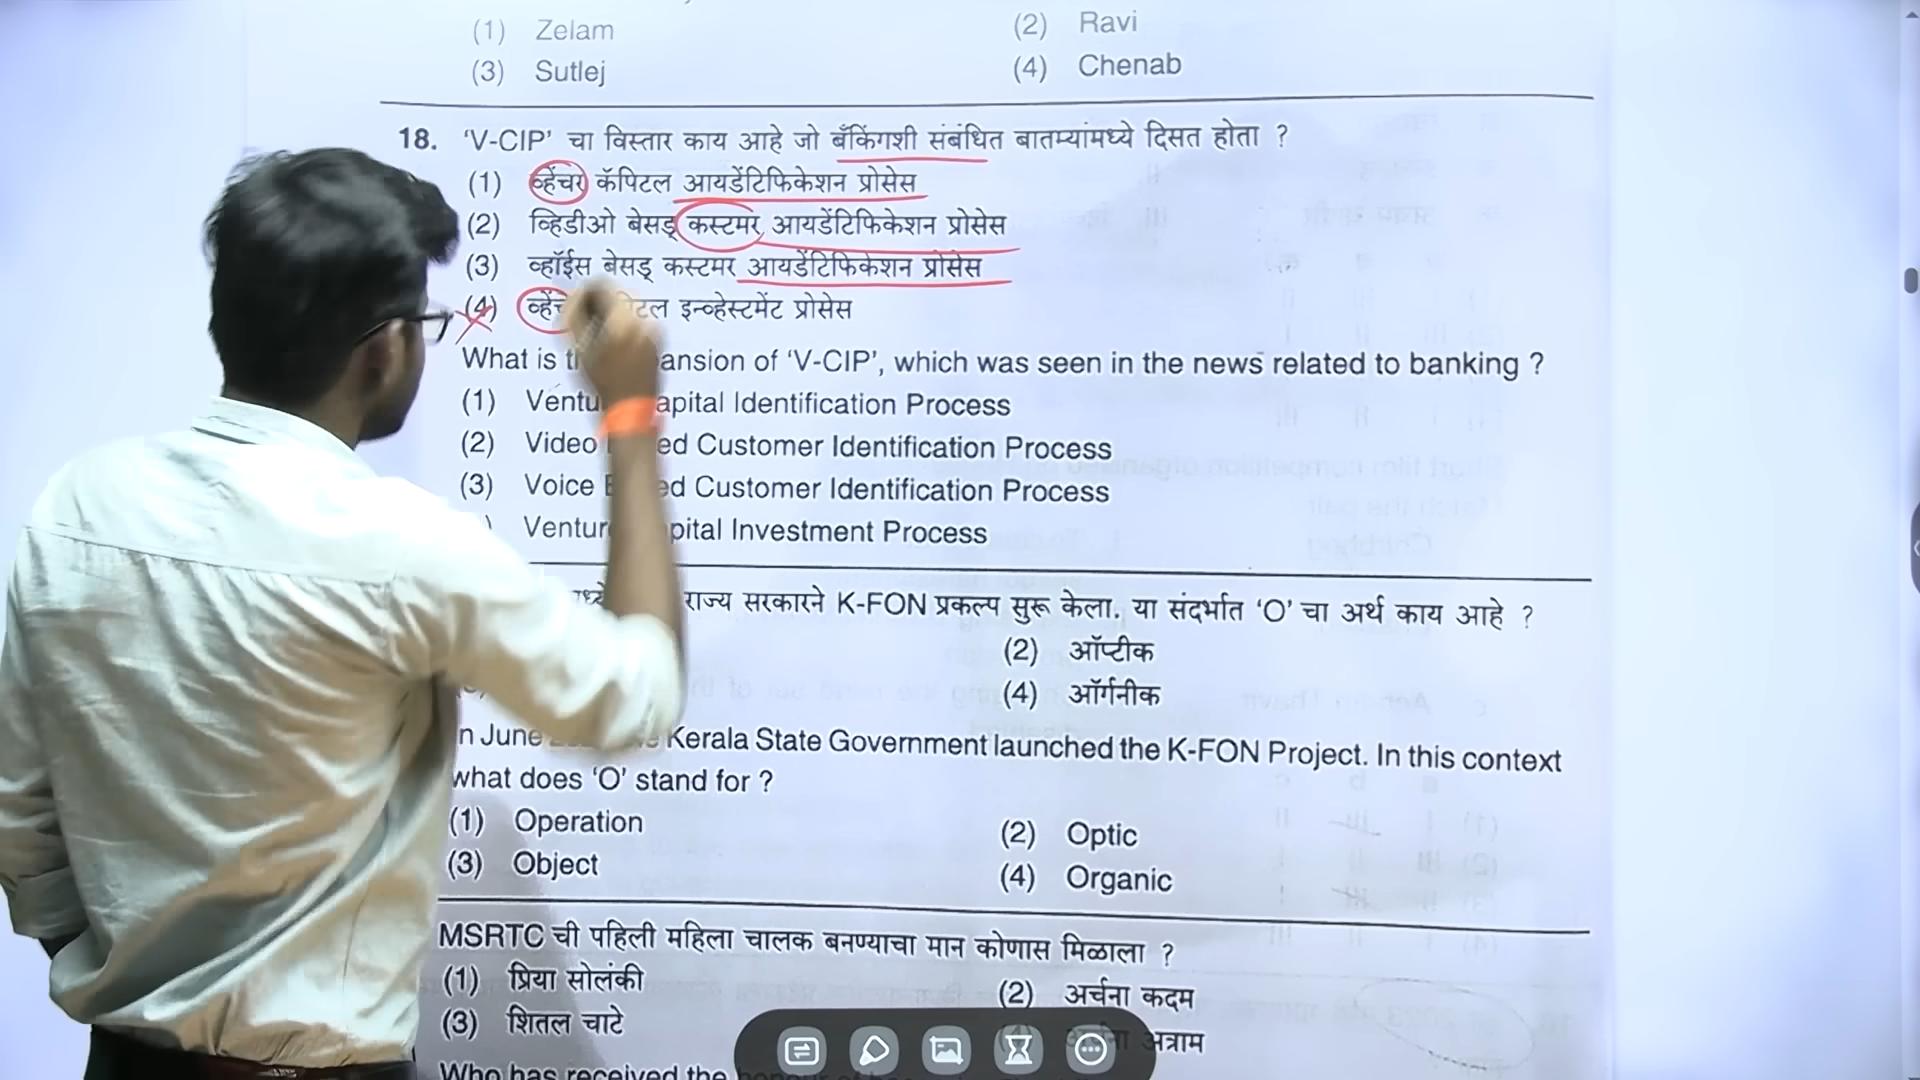 (1) Zelam
(2) Ravi
(3) Sutlej
(4) Chenab
18. ‘V-CIP’ चा विस्तार काय आहे जो बँकिंगशी संबंधित बातम्यांमध्ये दिसत होता ?
(1) व्हेंचर कॅपिटल आयडेंटिफिकेशन प्रोसेस
(2) व्हिडीओ बेसड् कस्टमर आयडेंटिफिकेशन प्रोसेस
(3) व्हॉईस बेसड् कस्टमर आयडेंटिफिकेशन प्रोसेस
(4) इन्व्हेस्टमेंट प्रोसेस
What is ansion of ‘V-CIP’, which was seen in the news related to banking ?
(1) Ventu apital Identification Process
(2) Video ed Customer Identification Process
(3) Voice ed Customer Identification Process
Ventur pital Investment Process
राज्य सरकारने K-FON प्रकल्प सुरू केला. या संदर्भात ‘O’ चा अर्थ काय आहे ?
(2) ऑप्टीक
(4) ऑर्गनीक
n June Kerala State Government launched the K-FON Project. In this context
what does ‘O’ stand for ?
(1) Operation
(2) Optic
(3) Object
(4) Organic
MSRTC ची पहिली महिला चालक बनण्याचा मान कोणास मिळाला ?
(1) प्रिया सोलंकी
(2) अर्चना कदम
(3) शितल चाटे
अत्राम
Who has received the